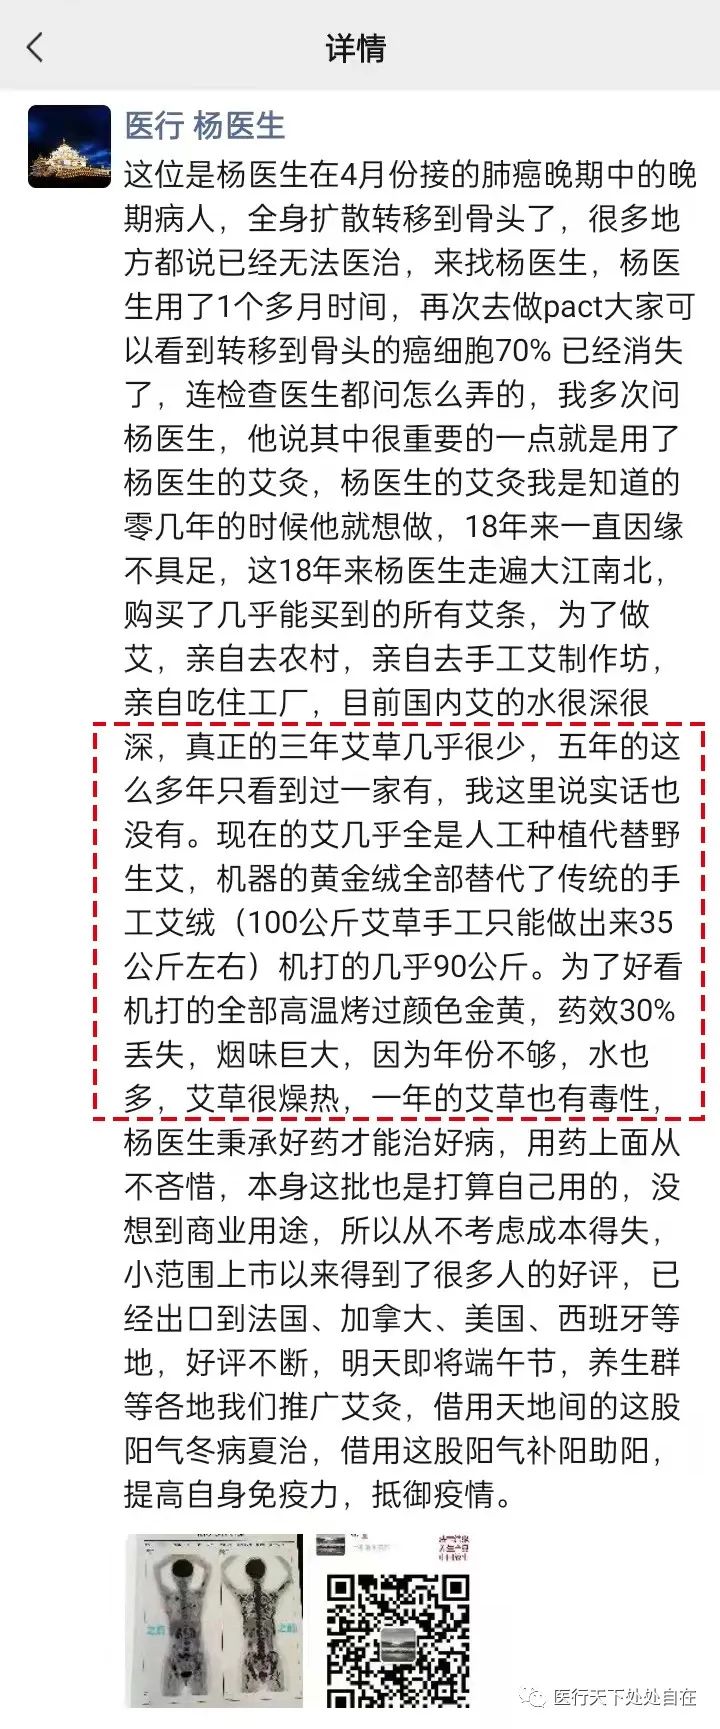 详情
医行 杨医生
这位是杨医生在4月份接的肺癌晚期中的晚
期病人，全身扩散转移到骨头了，很多地
方都说已经无法医治，来找杨医生，杨医
生用了1个多月时间，再次去做pact大家可
以看到转移到骨头的癌细胞70% 已经消失
了，连检查医生都问怎么弄的，我多次问
杨医生，他说其中很重要的一点就是用了
杨医生的艾灸，杨医生的艾灸我是知道的
零几年的时候他就想做，18年来一直因缘
不具足，这18年来杨医生走遍大江南北，
购买了几乎能买到的所有艾条，为了做
艾，亲自去农村，亲自去手工艾制作坊，
亲自吃住工厂，目前国内艾的水很深很
深，真正的三年艾草几乎很少，五年的这
么多年只看到过一家有，我这里说实话也
没有。现在的艾几乎全是人工种植代替野
生艾，机器的黄金绒全部替代了传统的手
工艾绒（100公斤艾草手工只能做出来35
公斤左右）机打的几乎90公斤。为了好看
机打的全部高温烤过颜色金黄，药效30%
丢失，烟味巨大，因为年份不够，水也
多，艾草很燥热，一年的艾草也有毒性，
杨医生秉承好药才能治好病，用药上面从
不吝惜，本身这批也是打算自己用的，没
想到商业用途，所以从不考虑成本得失，
小范围上市以来得到了很多人的好评，已
经出口到法国、加拿大、美国、西班牙等
地，好评不断，明天即将端午节，养生群
等各地我们推广艾灸，借用天地间的这股
阳气冬病夏治，借用这股阳气补阳助阳，
提高自身免疫力，抵御疫情。
之后
之前
医行天下处处自在